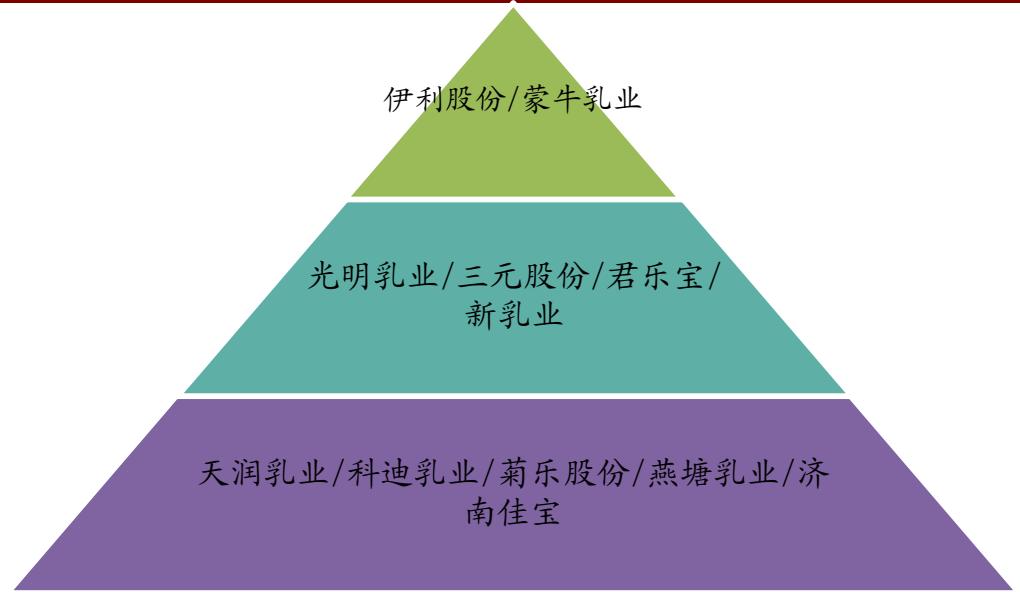 伊利股份/蒙牛乳业
光明乳业/三元股份/君乐宝/
新乳业
天润乳业/科迪乳业/菊乐股份/燕塘乳业/济
南佳宝